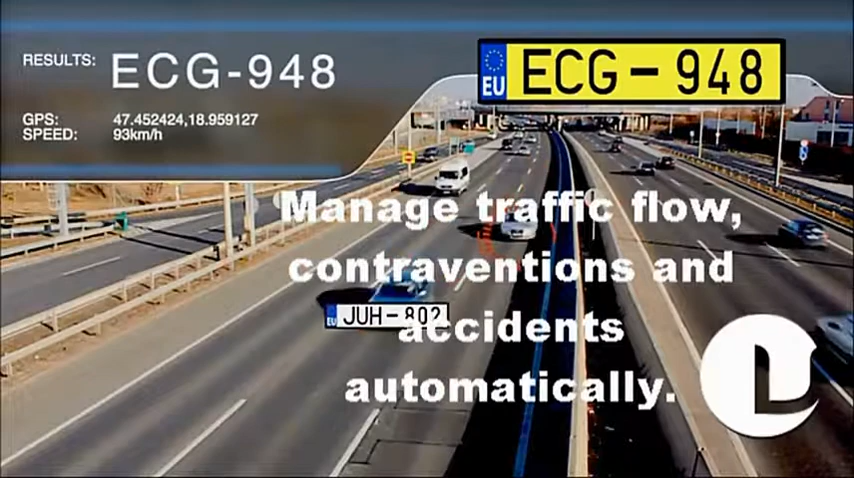 RESULTS: ECG-948
GPS: 47.452424,18.959127
SPEED: 93km/h
EU ECG-948
Manage traffic flow,
contraventions and
accidents
automatically.
EU JUH-802